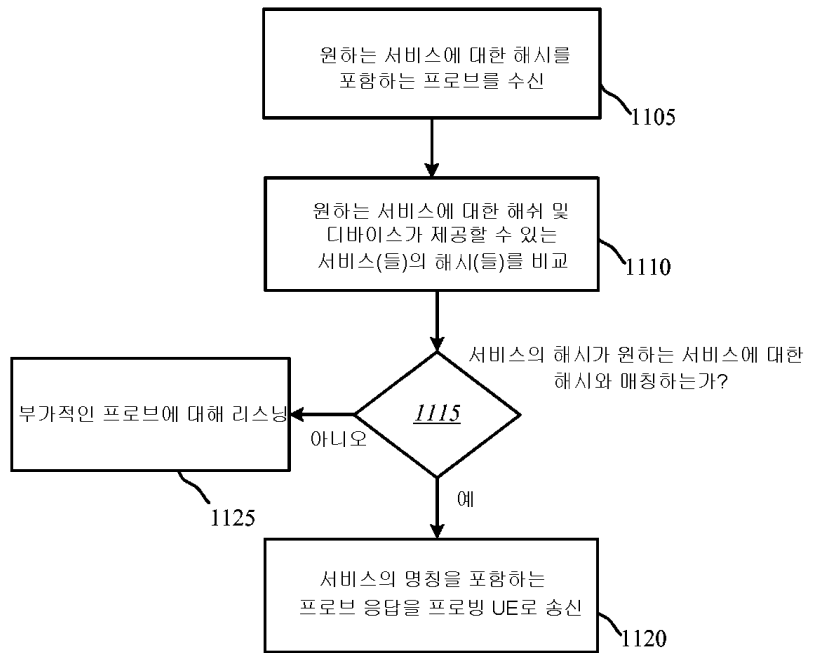 원하는 서비스에 대한 해시를
포함하는 프로브를 수신
1105
원하는 서비스에 대한 해쉬 및
디바이스가 제공할 수 있는
서비스(들)의 해시(들)를 비교
1110
서비스의 해시가 원하는 서비스에 대한
해시와 매칭하는가?
1115
부가적인 프로브에 대해 리스닝
아니오
1125
예
서비스의 명칭을 포함하는
프로브 응답을 프로빙 UE로 송신
1120